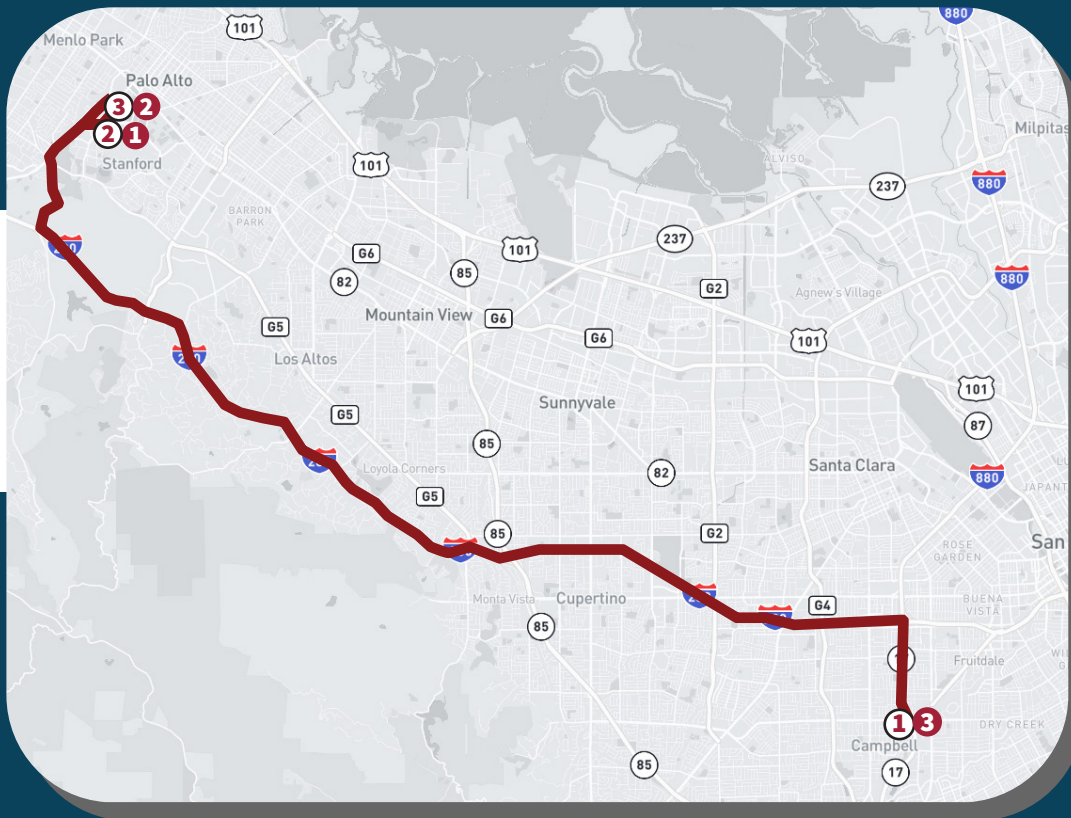 880
101
Menlo Park
Palo Alto
3 2
2 1
Stanford
Milpitas
ALVISO
101
880
237
BARRON
PARK
237
101
G6
85
82
880
G2
Agnew's Village
Mountain View
G6
G5
G6
101
Los Altos
101
Sunnyvale
G5
87
85
Loyola Corners
82
Santa Clara
880
G5
85
G2
ROSE
GARDEN
San
Monta Vista
Cupertino
G4
BUENA
VISTA
85
Fruitdale
1 3
DRY CREEK
Campbell
85
17